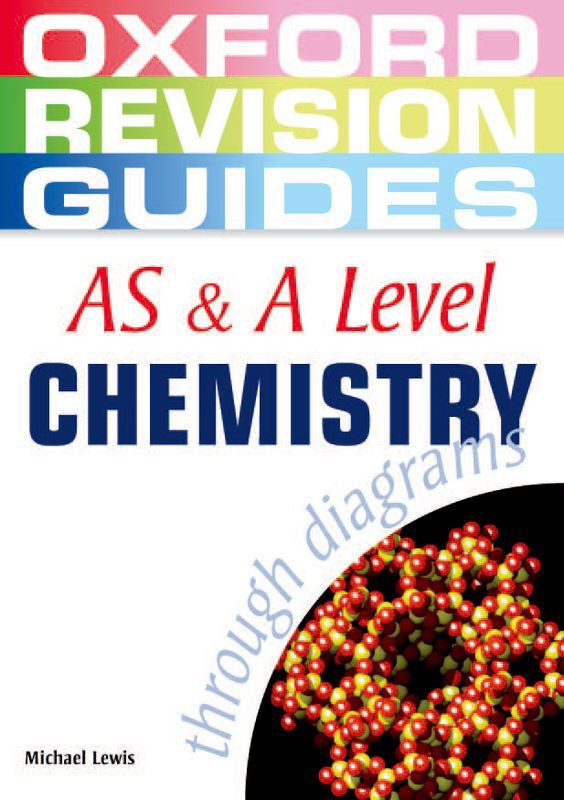 OXFORD
REVISION
GUIDES
AS & A Level
CHEMISTRY
through diagrams
Michael Lewis